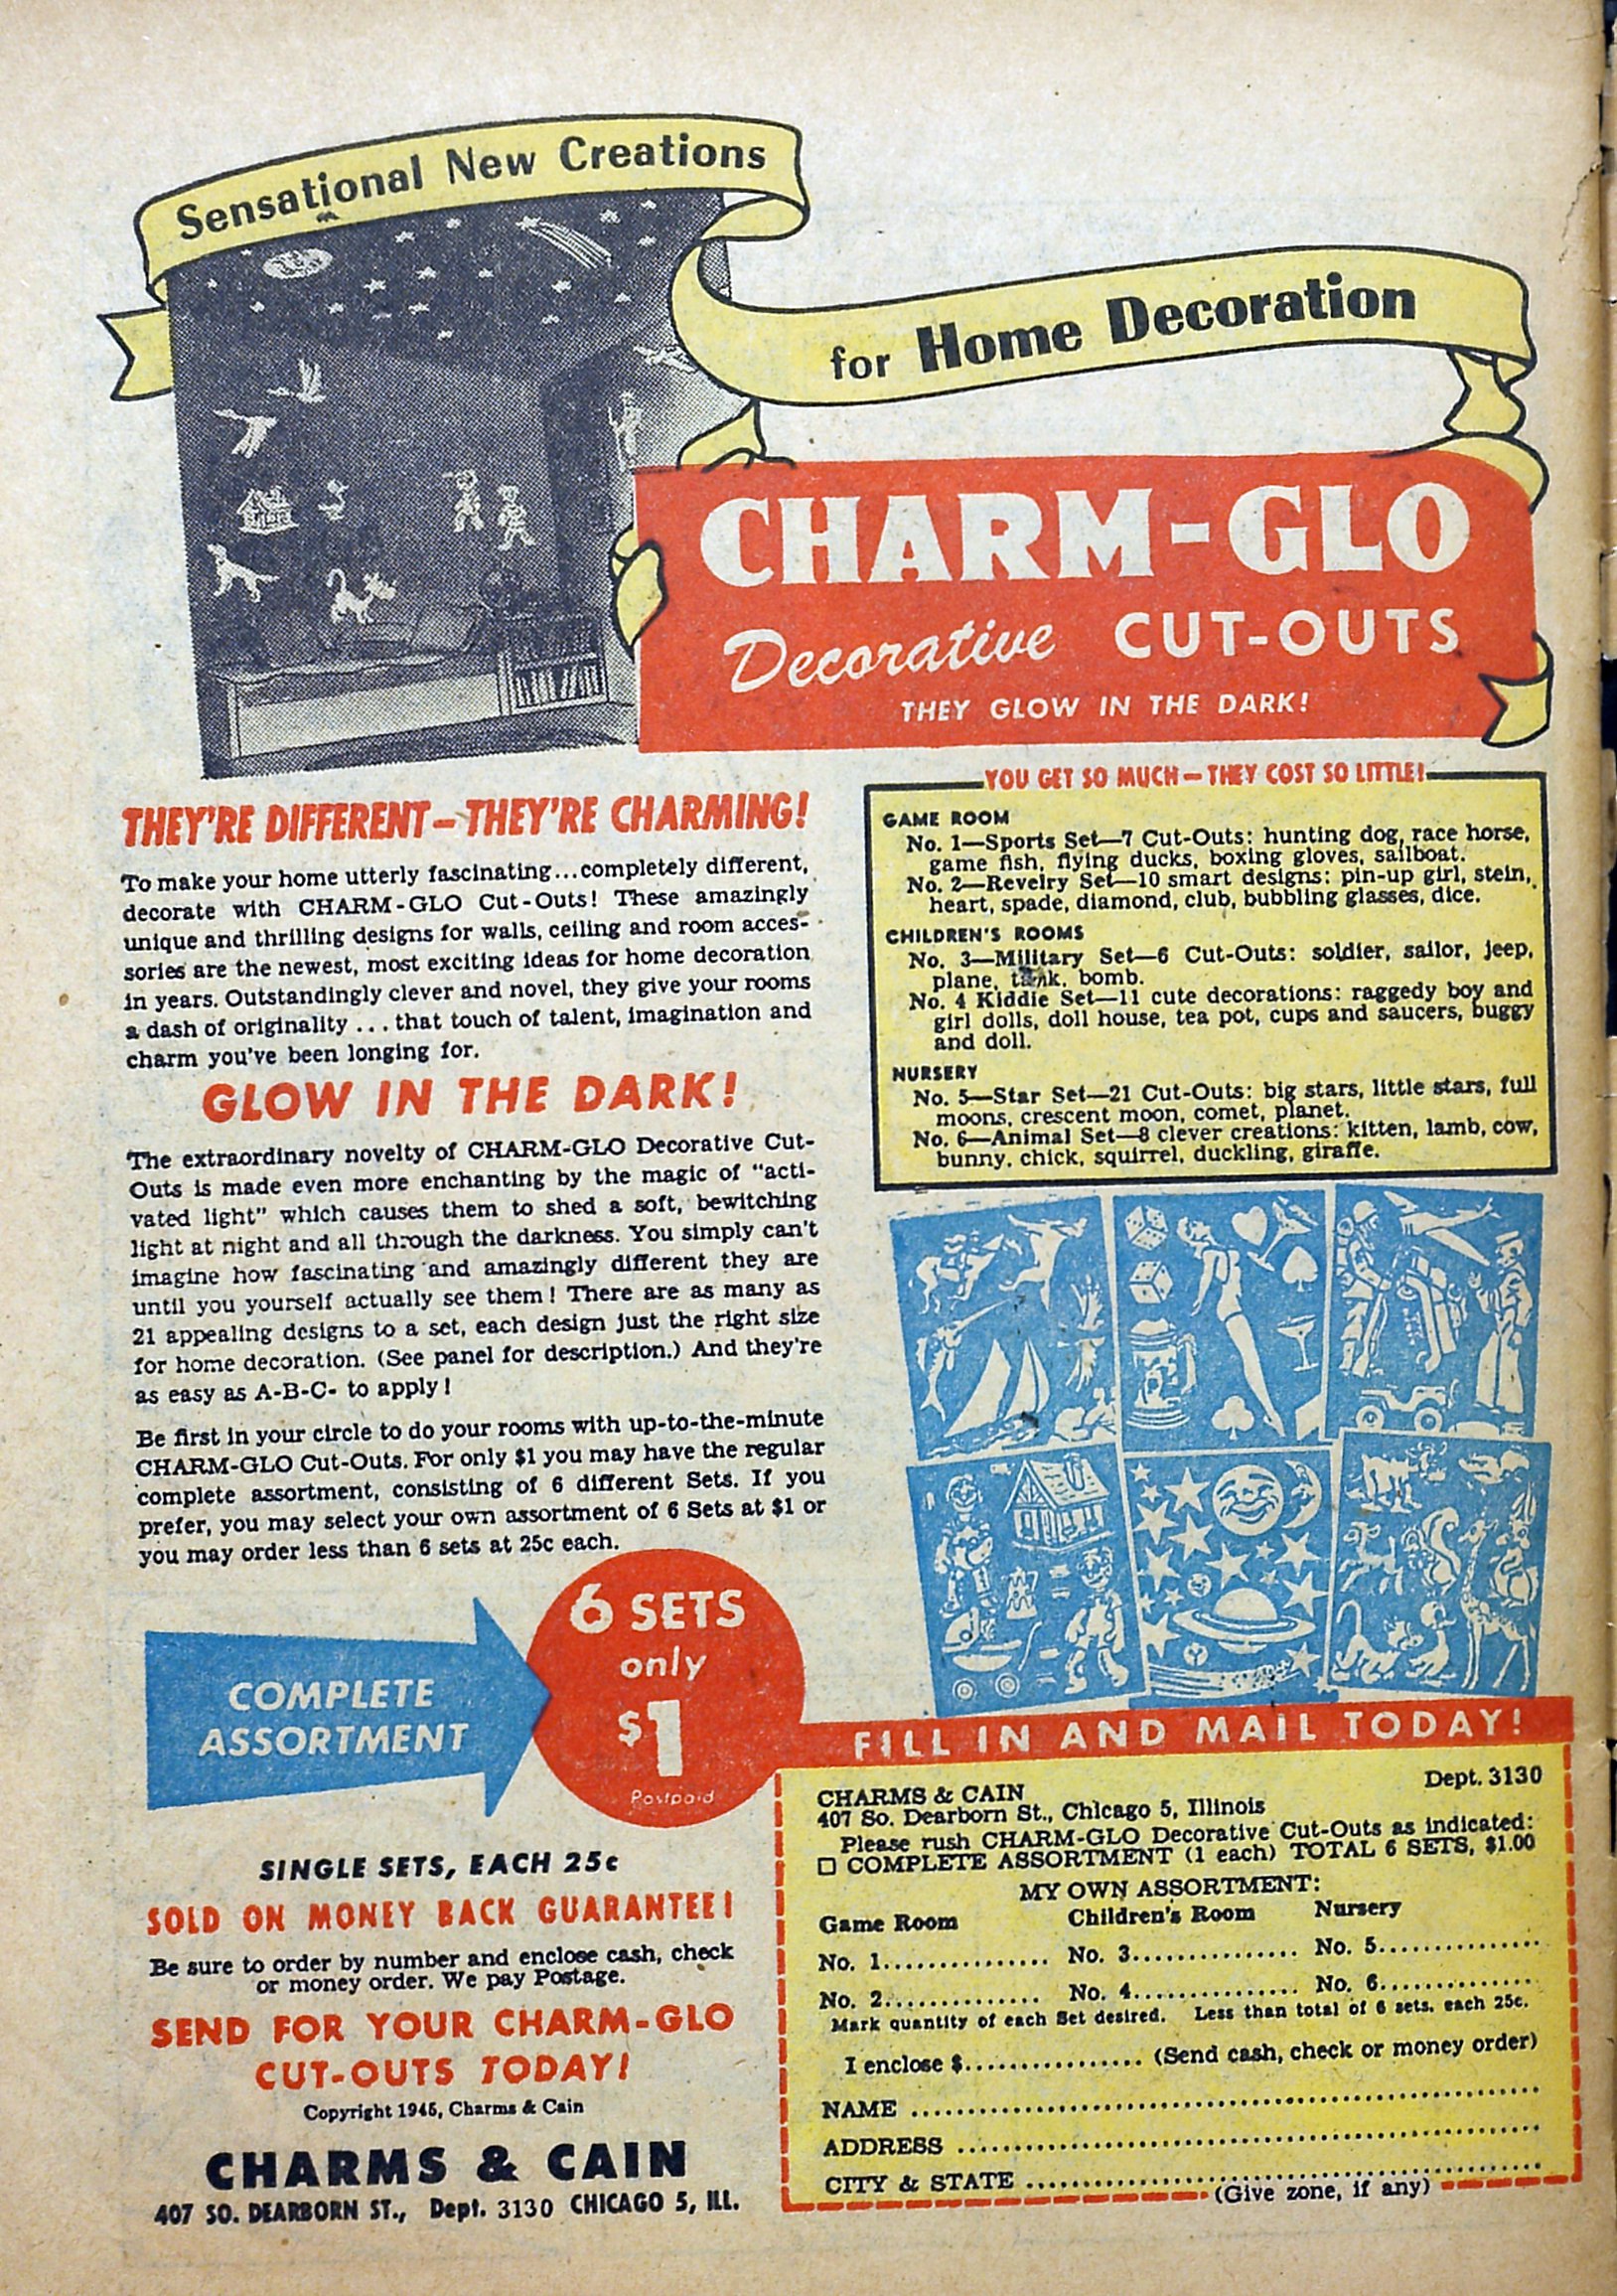 Sensational New Creations
for Home Decoration
CHARM-GLO
Decorative CUT-OUTS
THEY GLOW IN THE DARK!
THEY'RE DIFFERENT – THEY'RE CHARMING!
To make your home utterly fascinating...completely different,
decorate with CHARM-GLO Cut-Outs! These amazingly
unique and thrilling designs for walls, ceiling and room acces-
sories are the newest, most exciting ideas for home decoration
in years. Outstandingly clever and novel, they give your rooms
a dash of originality ... that touch of talent, imagination and
charm you've been longing for.
GLOW IN THE DARK!
The extraordinary novelty of CHARM-GLO Decorative Cut-
Outs is made even more enchanting by the magic of "acti-
vated light" which causes them to shed a soft, bewitching
light at night and all through the darkness. You simply can't
imagine how fascinating and amazingly different they are
until you yourself actually see them! There are as many as
21 appealing designs to a set, each design just the right size
for home decoration. (See panel for description.) And they're
as easy as A-B-C- to apply!
Be first in your circle to do your rooms with up-to-the-minute
CHARM-GLO Cut-Outs. For only $1 you may have the regular
complete assortment, consisting of 6 different Sets. If you
prefer, you may select your own assortment of 6 Sets at $1 or
you may order less than 6 sets at 25c each.
COMPLETE
ASSORTMENT
6 SETS
only
$1
Postpaid
SINGLE SETS, EACH 25c
SOLD ON MONEY BACK GUARANTEE!
Be sure to order by number and enclose cash, check
or money order. We pay Postage.
SEND FOR YOUR CHARM-GLO
CUT-OUTS TODAY!
Copyright 1945, Charms & Cain
CHARMS & CAIN
407 SO. DEARBORN ST., Dept. 3130 CHICAGO 5, ILL.
YOU GET SO MUCH – THEY COST SO LITTLE!
GAME ROOM
No. 1—Sports Set—7 Cut-Outs: hunting dog, race horse,
game fish, flying ducks, boxing gloves, sailboat.
No. 2—Revelry Set—10 smart designs: pin-up girl, stein,
heart, spade, diamond, club, bubbling glasses, dice.
CHILDREN'S ROOMS
No. 3—Military Set—6 Cut-Outs: soldier, sailor, jeep,
plane, tank, bomb.
No. 4 Kiddie Set—11 cute decorations: raggedy boy and
girl dolls, doll house, tea pot, cups and saucers, buggy
and doll.
NURSERY
No. 5—Star Set—21 Cut-Outs: big stars, little stars, full
moons, crescent moon, comet, planet.
No. 6—Animal Set—8 clever creations: kitten, lamb, cow,
bunny, chick, squirrel, duckling, giraffe.
FILL IN AND MAIL TODAY!
CHARMS & CAIN Dept. 3130
407 So. Dearborn St., Chicago 5, Illinois
Please rush CHARM-GLO Decorative Cut-Outs as indicated:
☐ COMPLETE ASSORTMENT (1 each) TOTAL 6 SETS, $1.00
MY OWN ASSORTMENT:
Game Room Children's Room Nursery
No. 1............... No. 3............... No. 5...............
No. 2............... No. 4............... No. 6...............
Mark quantity of each Set desired. Less than total of 6 sets, each 25c.
I enclose $................ (Send cash, check or money order)
NAME ..................................................
ADDRESS ..................................................
CITY & STATE ..................................................
(Give zone, if any)